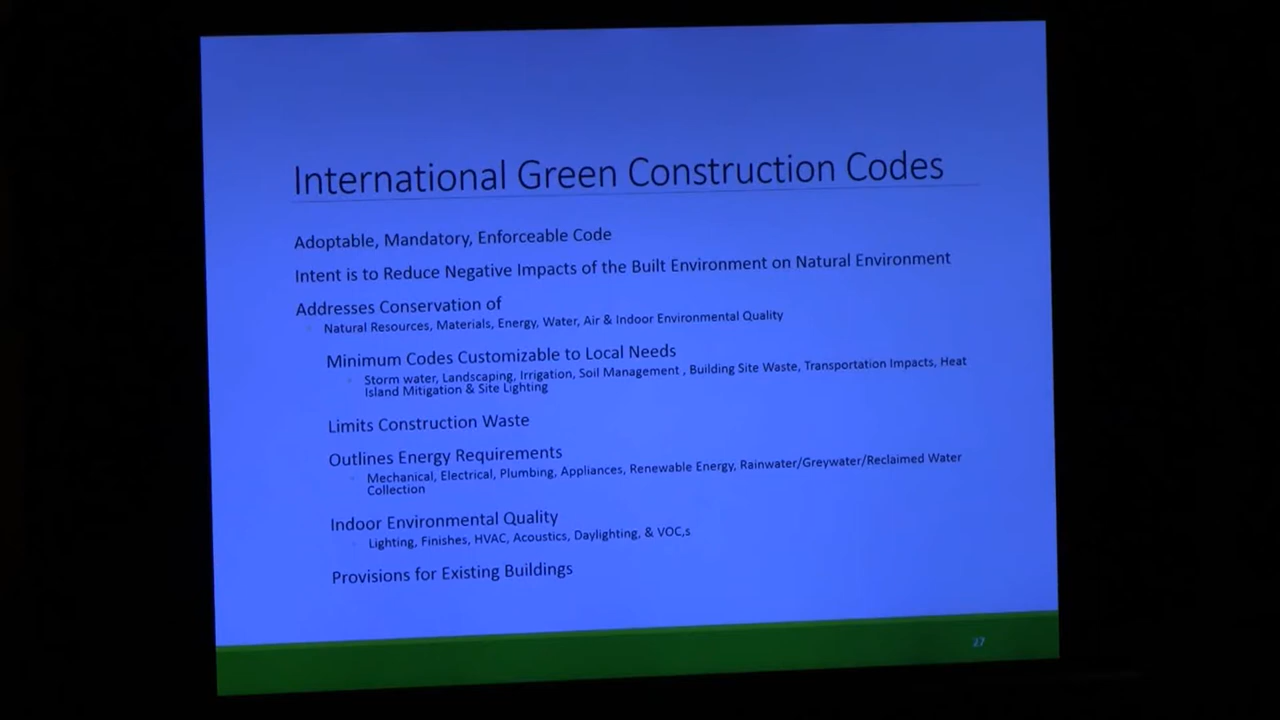 International Green Construction Codes
Adoptable, Mandatory, Enforceable Code
Intent is to Reduce Negative Impacts of the Built Environment on Natural Environment
Addresses Conservation of
Natural Resources, Materials, Energy, Water, Air & Indoor Environmental Quality
Minimum Codes Customizable to Local Needs
Storm water, Landscaping, Irrigation, Soil Management , Building Site Waste, Transportation Impacts, Heat
Island Mitigation & Site Lighting
Limits Construction Waste
Outlines Energy Requirements
Mechanical, Electrical, Plumbing, Appliances, Renewable Energy, Rainwater/Greywater/Reclaimed Water
Collection
Indoor Environmental Quality
Lighting, Finishes, HVAC, Acoustics, Daylighting, & VOC,s
Provisions for Existing Buildings
27